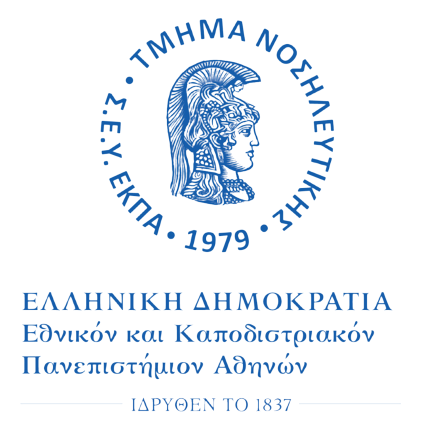 • Σ.Ε.Υ. ΕΚΠΑ • ΤΜΗΜΑ ΝΟΣΗΛΕΥΤΙΚΗΣ •
1979
ΕΛΛΗΝΙΚΗ ΔΗΜΟΚΡΑΤΙΑ
Εθνικόν και Καποδιστριακόν
Πανεπιστήμιον Αθηνών
ΙΔΡΥΘΕΝ ΤΟ 1837